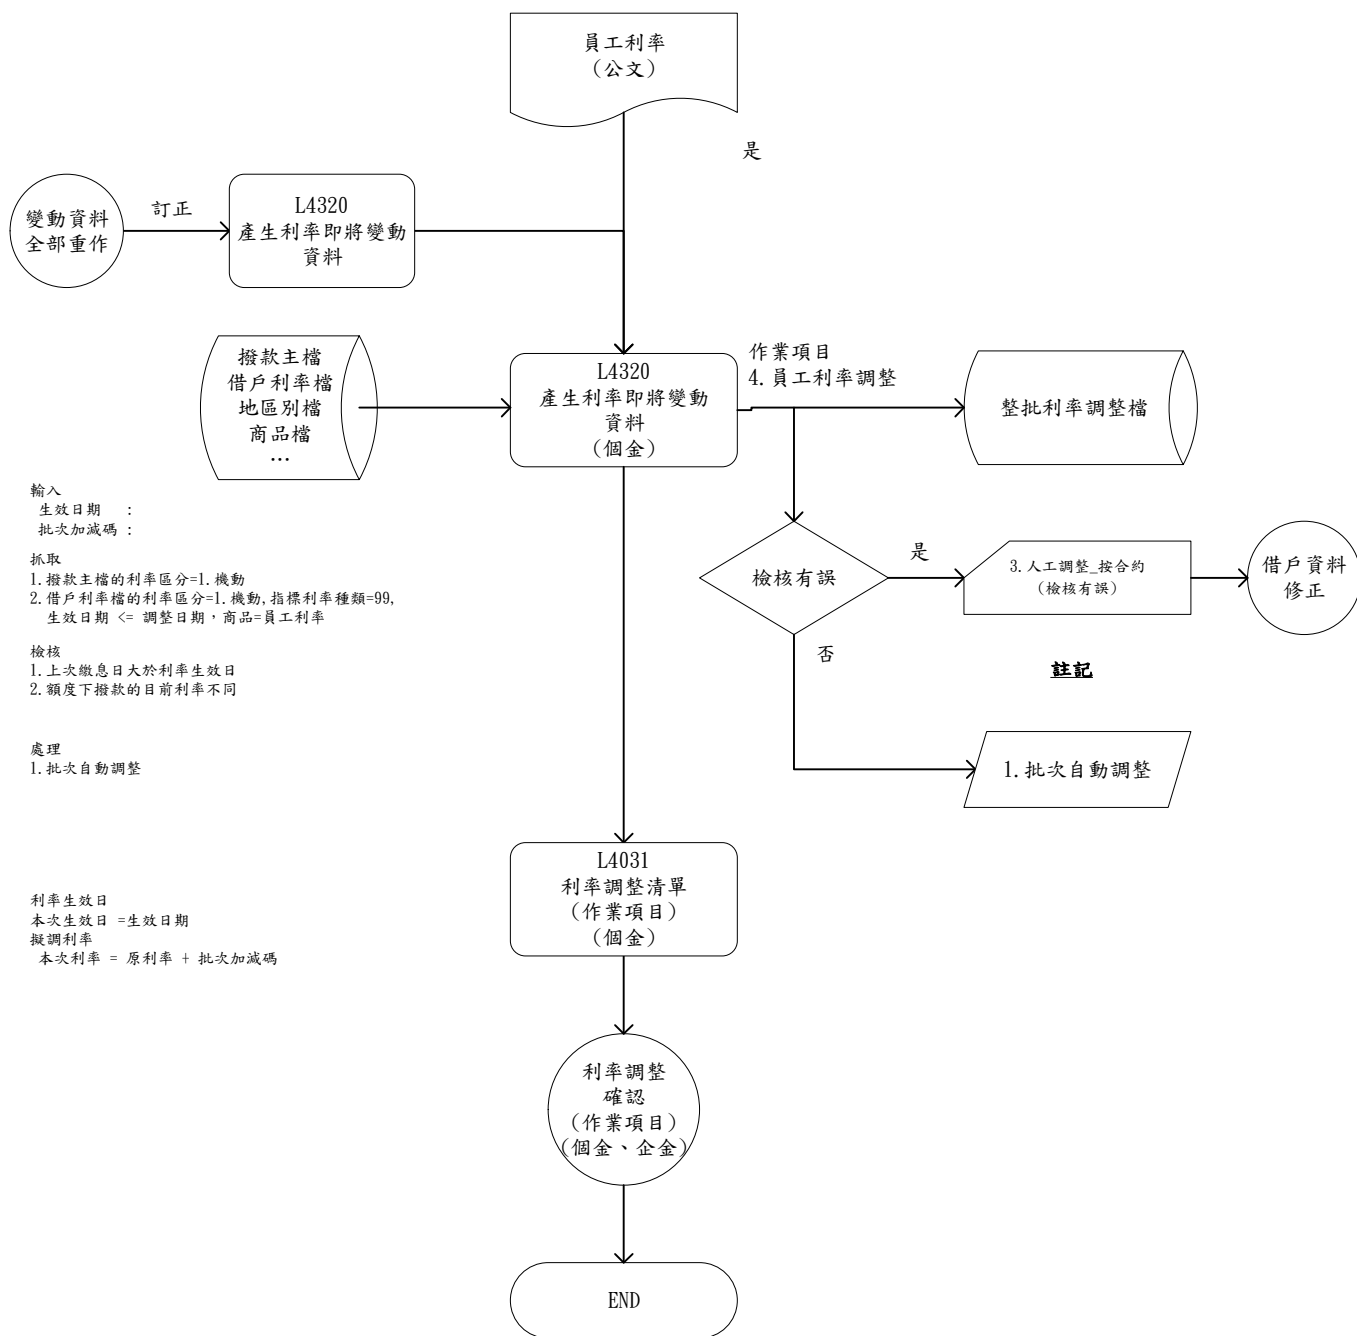 員工利率
(公文)
是
變動資料
全部重作
訂正
L4320
產生利率即將變動
資料
撥款主檔
借戶利率檔
地區別檔
商品檔
...
L4320
產生利率即將變動
資料
(個金)
作業項目
4.員工利率調整
整批利率調整檔
輸入
生效日期 :
批次加減碼 :
抓取
1.撥款主檔的利率區分=1.機動
2.借戶利率檔的利率區分=1.機動,指標利率種類=99,
生效日期 <= 調整日期，商品=員工利率
檢核
1.上次繳息日大於利率生效日
2.額度下撥款的目前利率不同
處理
1.批次自動調整
檢核有誤
是
3.人工調整_按合約
(檢核有誤)
借戶資料
修正
否
註記
1.批次自動調整
L4031
利率調整清單
(作業項目)
(個金)
利率生效日
本次生效日 =生效日期
擬調利率
本次利率 = 原利率 + 批次加減碼
利率調整
確認
(作業項目)
(個金、企金)
END